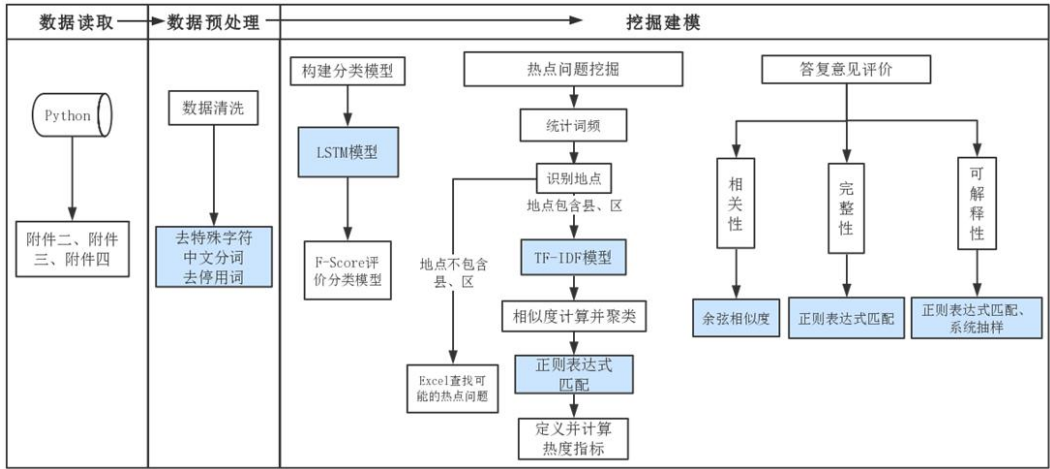 数据读取
数据预处理
挖掘建模
Python
附件二、附件
三、附件四
数据清洗
去特殊字符
中文分词
去停用词
构建分类模型
LSTM模型
F-Score评
价分类模型
热点问题挖掘
统计词频
识别地点
地点包含县、区
地点不包含
县、区
TF-IDF模型
相似度计算并聚类
Excel查找可
能的热点问题
正则表达式
匹配
定义并计算
热度指标
答复意见评价
相关性
完整性
可解释性
余弦相似度
正则表达式匹配
正则表达式匹配、
系统抽样